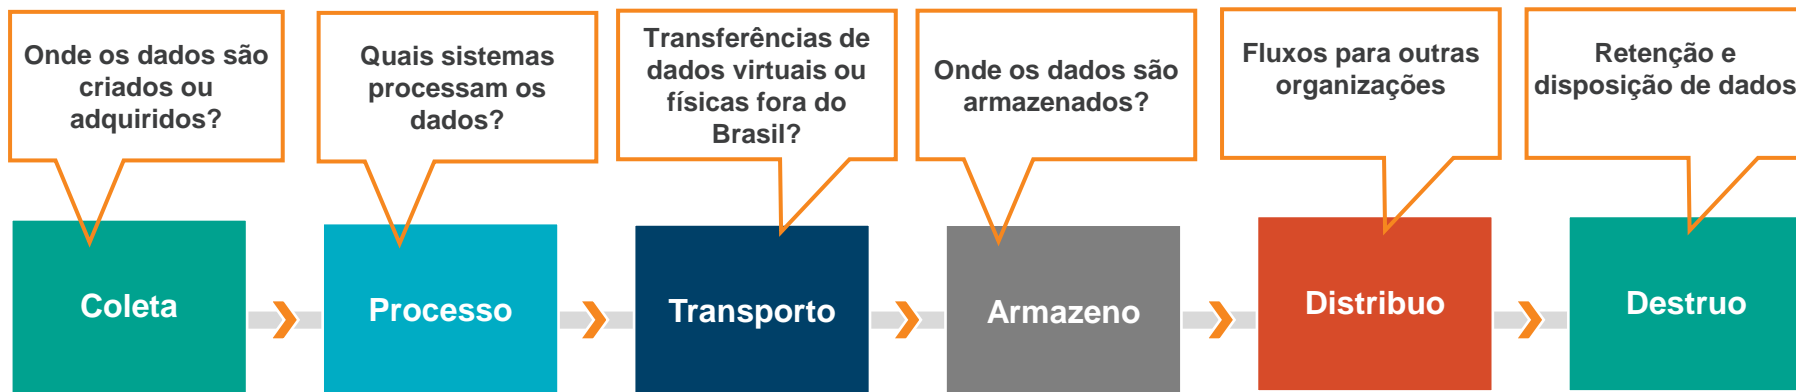 Onde os dados são
criados ou
adquiridos?
Quais sistemas
processam os
dados?
Transferências de
dados virtuais ou
físicas fora do
Brasil?
Onde os dados são
armazenados?
Fluxos para outras
organizações
Retenção e
disposição de dados
Coleta
Processo
Transporto
Armazeno
Distribuo
Destruo